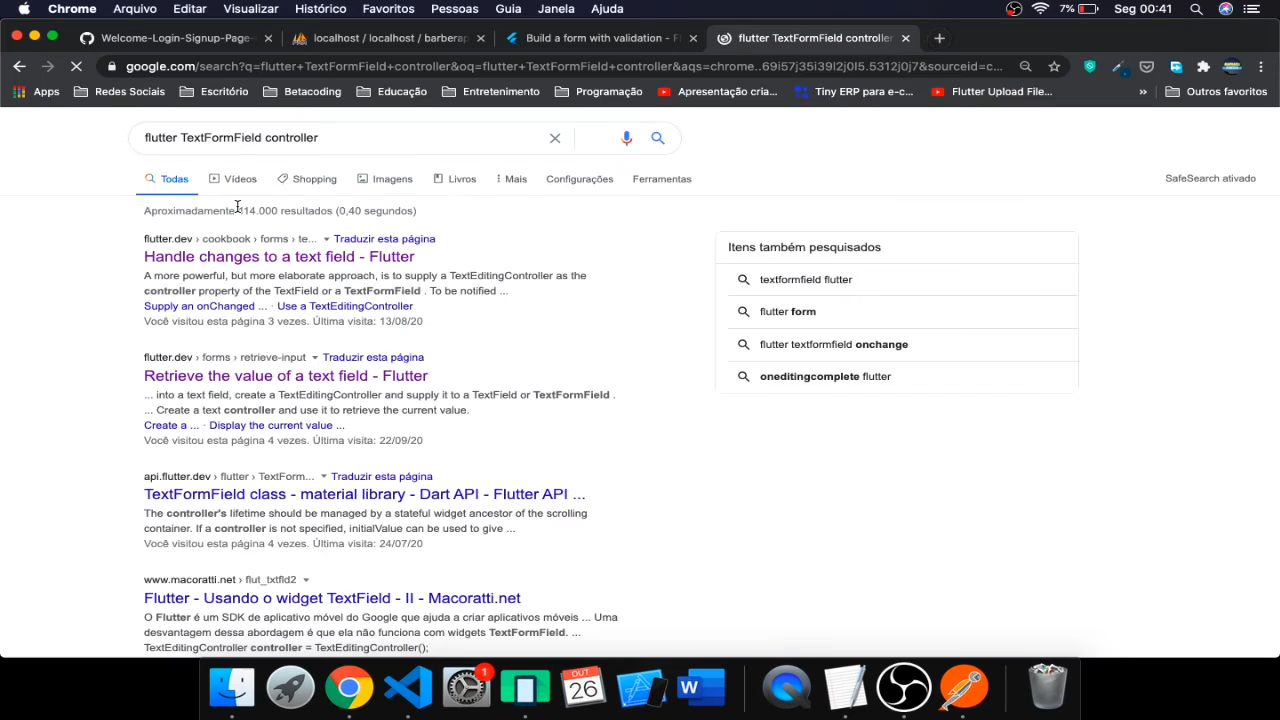 Chrome Arquivo Editar Visualizar Histórico Favoritos Pessoas Guia Janela Ajuda 7% Seg 00:41
Welcome-Login-Signup-Page- localhost / localhost / barberap Build a form with validation - F flutter TextFormField controller
google.com/search?q=flutter+TextFormField+controller&oq=flutter+TextFormField+controller&aqs=chrome..69i57j35i39l2j0l5.5312j0j7&sourceid=c...
Apps Redes Sociais Escritório Betacoding Educação Entretenimento Programação Apresentação cria... Tiny ERP para e-c... Flutter Upload File... » Outros favoritos
flutter TextFormField controller
Todas Vídeos Shopping Imagens Livros Mais Configurações Ferramentas SafeSearch ativado
Aproximadamente 114.000 resultados (0,40 segundos)
flutter.dev › cookbook › forms › te... Traduzir esta página
Handle changes to a text field - Flutter
A more powerful, but more elaborate approach, is to supply a TextEditingController as the
controller property of the TextField or a TextFormField . To be notified ...
Supply an onChanged ... · Use a TextEditingController
Você visitou esta página 3 vezes. Última visita: 13/08/20
flutter.dev › forms › retrieve-input Traduzir esta página
Retrieve the value of a text field - Flutter
... into a text field, create a TextEditingController and supply it to a TextField or TextFormField .
... Create a text controller and use it to retrieve the current value.
Create a ... · Display the current value ...
Você visitou esta página 4 vezes. Última visita: 22/09/20
api.flutter.dev › flutter › TextForm... Traduzir esta página
TextFormField class - material library - Dart API - Flutter API ...
The controller's lifetime should be managed by a stateful widget ancestor of the scrolling
container. If a controller is not specified, initialValue can be used to give ...
Você visitou esta página 4 vezes. Última visita: 24/07/20
www.macoratti.net › flut_txtfld2
Flutter - Usando o widget TextField - II - Macoratti.net
O Flutter é um SDK de aplicativo móvel do Google que ajuda a criar aplicativos móveis ... Uma
desvantagem dessa abordagem é que ela não funciona com widgets TextFormField. ...
TextEditingController controller = TextEditingController();
Itens também pesquisados
textformfield flutter
flutter form
flutter textformfield onchange
oneditingcomplete flutter
1
OUT
26
W